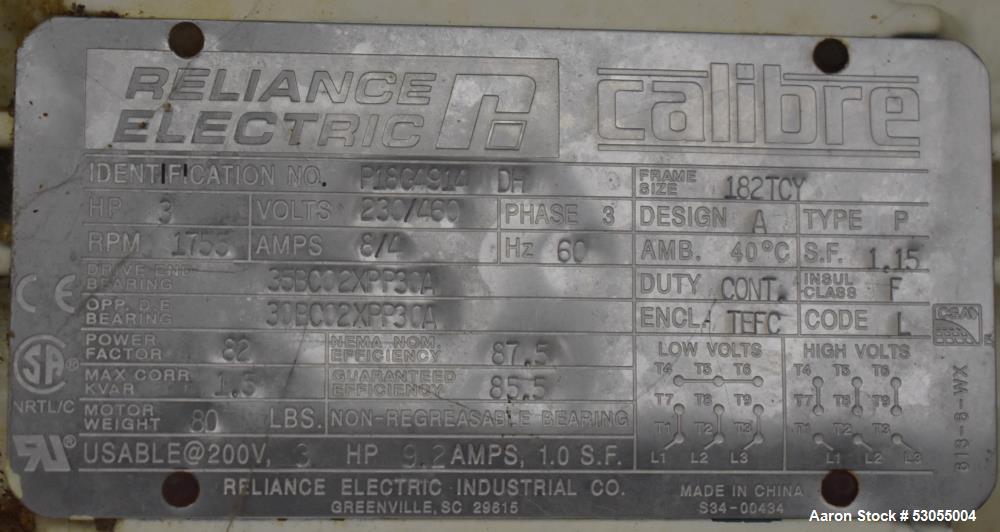 RELIANCE ELECTRIC calibre
IDENTIFICATION NO. P18G4914 DH FRAME SIZE 182TCY
HP 3 VOLTS 230/460 PHASE 3 DESIGN A TYPE P
RPM 1755 AMPS 8/4 Hz 60 AMB. 40°C S.F. 1.15
DRIVE END BEARING 35BC02XPP30A DUTY CONT. INSUL CLASS F
OPP. D.E. BEARING 30BC02XPP30A ENCL. TEFC CODE L
POWER FACTOR 82 NEMA NOM. EFFICIENCY 87.5 LOW VOLTS HIGH VOLTS
T4 T5 T6 T4 T5 T6
MAX CORR KVAR 1.5 GUARANTEED EFFICIENCY 85.5
T7 T8 T9 T7 T8 T9
MOTOR WEIGHT 80 LBS. NON-REGREASABLE BEARING
T1 T2 T3 T1 T2 T3
USABLE@200V, 3 HP 9.2 AMPS, 1.0 S.F. L1 L2 L3 L1 L2 L3
RELIANCE ELECTRIC INDUSTRIAL CO. MADE IN CHINA
GREENVILLE, SC 29615 S34-00434
CE
SA
NRTL/C
818-8-WX
Aaron Stock # 53055004